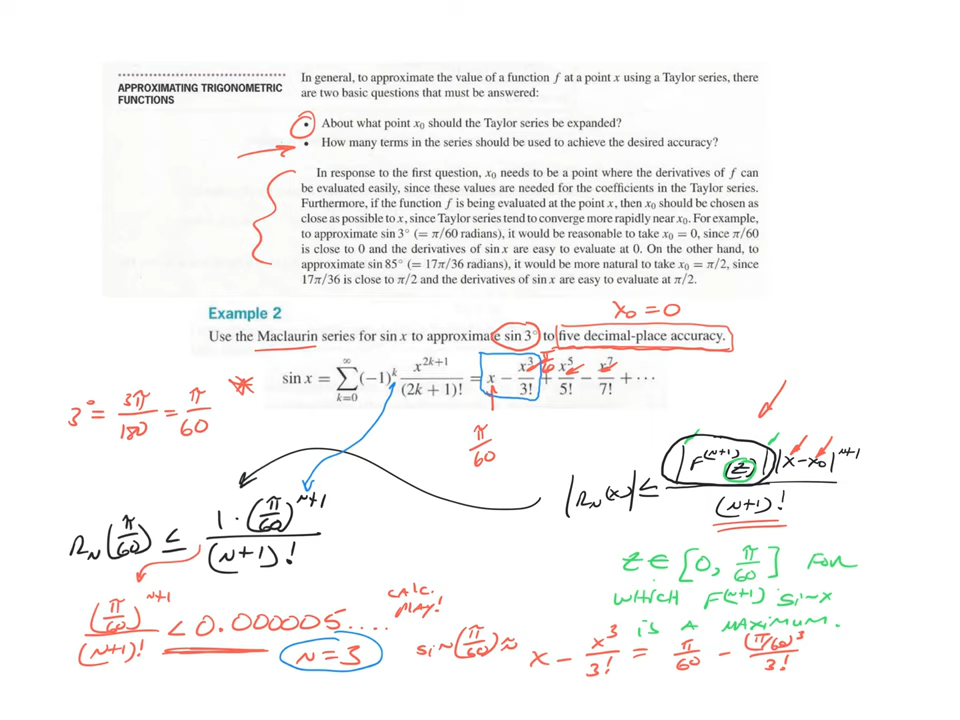 APPROXIMATING TRIGONOMETRIC
FUNCTIONS
In general, to approximate the value of a function f at a point x using a Taylor series, there
are two basic questions that must be answered:
• About what point x₀ should the Taylor series be expanded?
• How many terms in the series should be used to achieve the desired accuracy?
In response to the first question, x₀ needs to be a point where the derivatives of f can
be evaluated easily, since these values are needed for the coefficients in the Taylor series.
Furthermore, if the function f is being evaluated at the point x, then x₀ should be chosen as
close as possible to x, since Taylor series tend to converge more rapidly near x₀. For example,
to approximate sin 3° (= π/60 radians), it would be reasonable to take x₀ = 0, since π/60
is close to 0 and the derivatives of sin x are easy to evaluate at 0. On the other hand, to
approximate sin 85° (= 17π/36 radians), it would be more natural to take x₀ = π/2, since
17π/36 is close to π/2 and the derivatives of sin x are easy to evaluate at π/2.
Example 2
x₀ = 0
Use the Maclaurin series for sin x to approximate sin 3° to five decimal-place accuracy.
sin x = ∑_{k=0}^{∞} (−1)^k x^{2k+1}/(2k + 1)! = x − x³/3! + x⁵/5! − x⁷/7! + ⋯
3° = 3π/180 = π/60
π/60
|R_N(x)| ≤ |F^(N+1)(z)| |x−x₀|^{N+1} / (N+1)!
R_N(π/60) ≤ 1·(π/60)^{N+1} / (N+1)!
z ∈ [0, π/60] FOR
WHICH F^(N+1) SIN X
IS A MAXIMUM.
(π/60)^{N+1} / (N+1)! < 0.000005....
CALC.
PLAY!
N = 3
SIN(π/60) ≈ x − x³/3! = π/60 − (π/60)³/3!